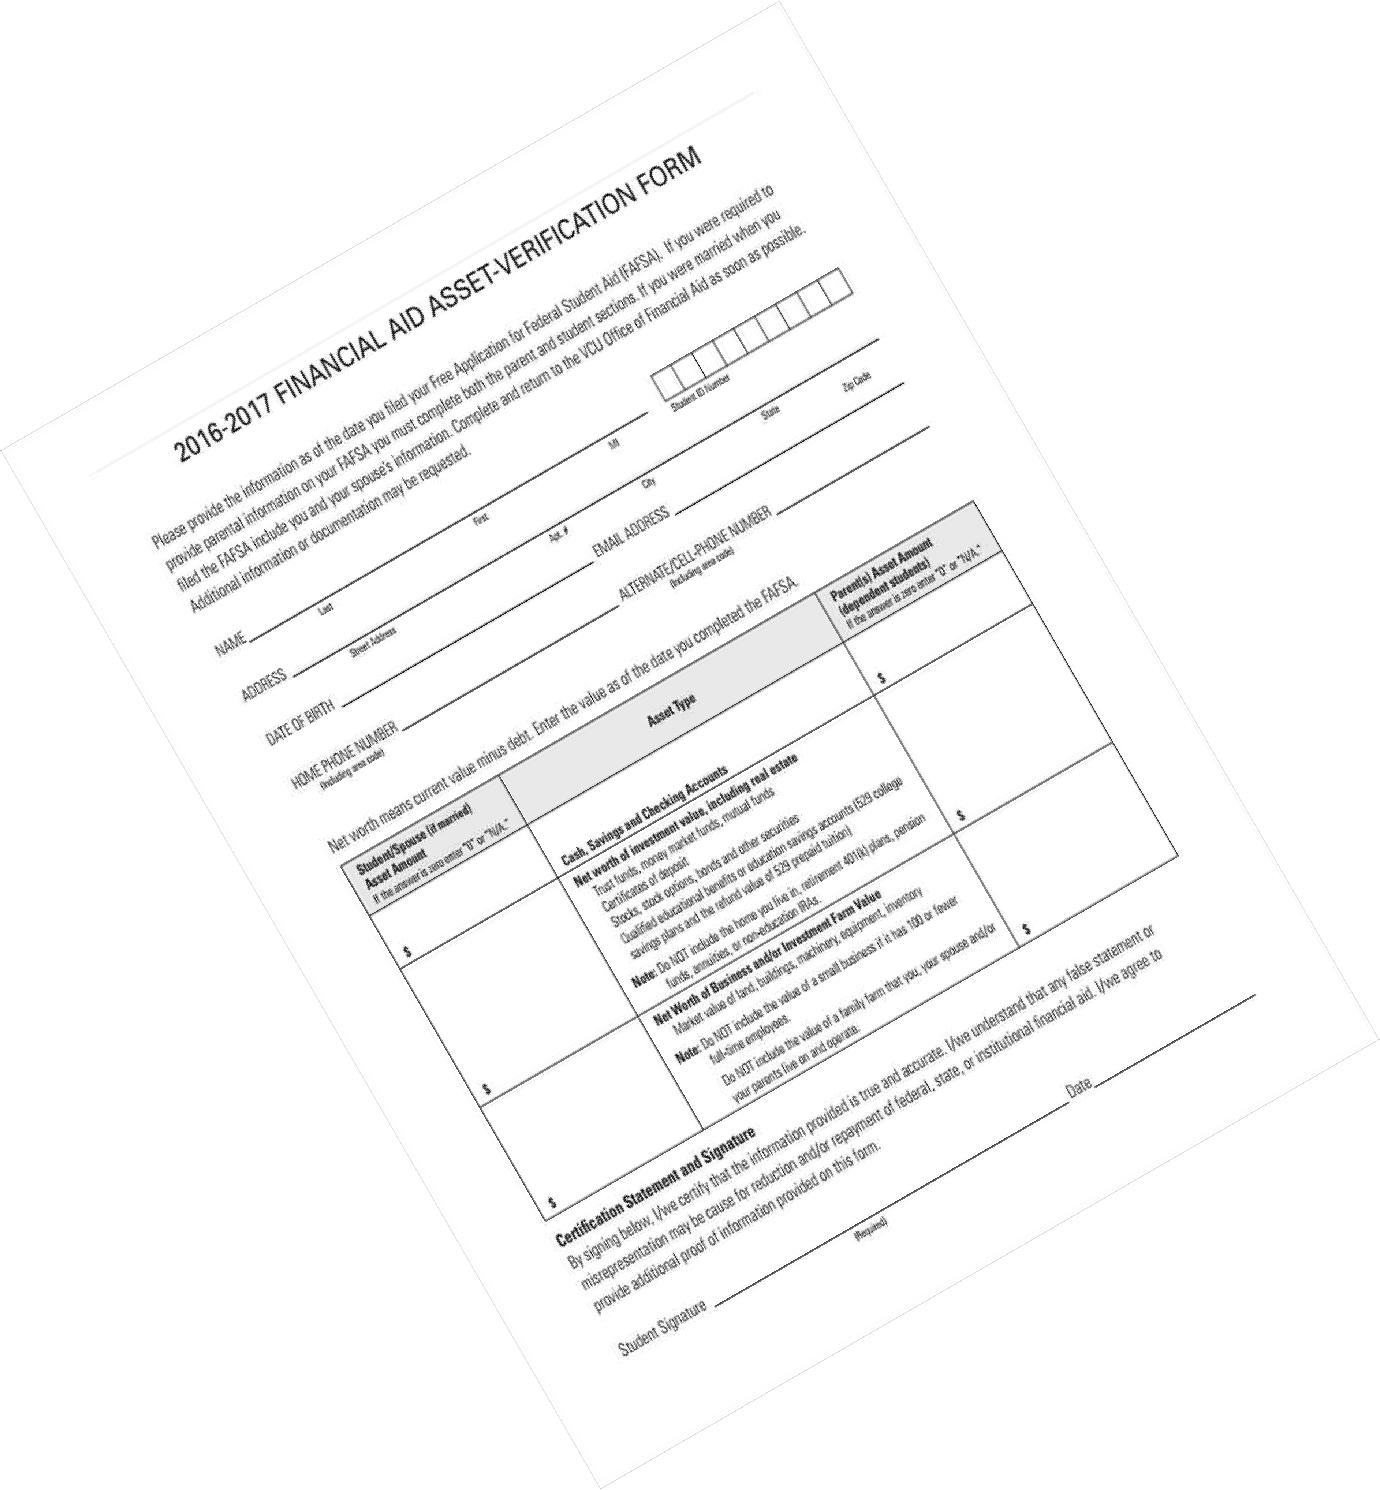 2016-2017 FINANCIAL AID ASSET-VERIFICATION FORM
Please provide the information as of the date you filed your Free Application for Federal Student Aid (FAFSA). If you were required to
provide parental information on your FAFSA you must complete both the parent and student sections. If you were married when you
filed the FAFSA include you and your spouse's information. Complete and return to the VCU Office of Financial Aid as soon as possible.
Additional information or documentation may be requested.
Student ID Number
NAME
Last First MI
ADDRESS
Street Address Apt. # City State Zip Code
DATE OF BIRTH EMAIL ADDRESS
HOME PHONE NUMBER ALTERNATE/CELL-PHONE NUMBER
(Including area code) (Including area code)
Net worth means current value minus debt. Enter the value as of the date you completed the FAFSA.
Student/Spouse (if married)
Asset Amount
If the answer is zero enter "0" or "N/A."
Asset Type
Parent(s) Asset Amount
(dependent students)
If the answer is zero enter "0" or "N/A."
$
Cash, Savings and Checking Accounts
$
$
Net worth of investment value, including real estate
Trust funds, money market funds, mutual funds
Certificates of deposit
Stocks, stock options, bonds and other securities
Qualified educational benefits or education savings accounts (529 college
savings plans and the refund value of 529 prepaid tuition)
Note: Do NOT include the home you live in, retirement 401(k) plans, pension
funds, annuities, or non-education IRAs.
$
$
Net Worth of Business and/or Investment Farm Value
Market value of land, buildings, machinery, equipment, inventory
Note: Do NOT include the value of a small business if it has 100 or fewer
full-time employees.
Do NOT include the value of a family farm that you, your spouse and/or
your parents live on and operate.
$
Certification Statement and Signature
By signing below, I/we certify that the information provided is true and accurate. I/we understand that any false statement or
misrepresentation may be cause for reduction and/or repayment of federal, state, or institutional financial aid. I/we agree to
provide additional proof of information provided on this form.
Student Signature Date
(Required)